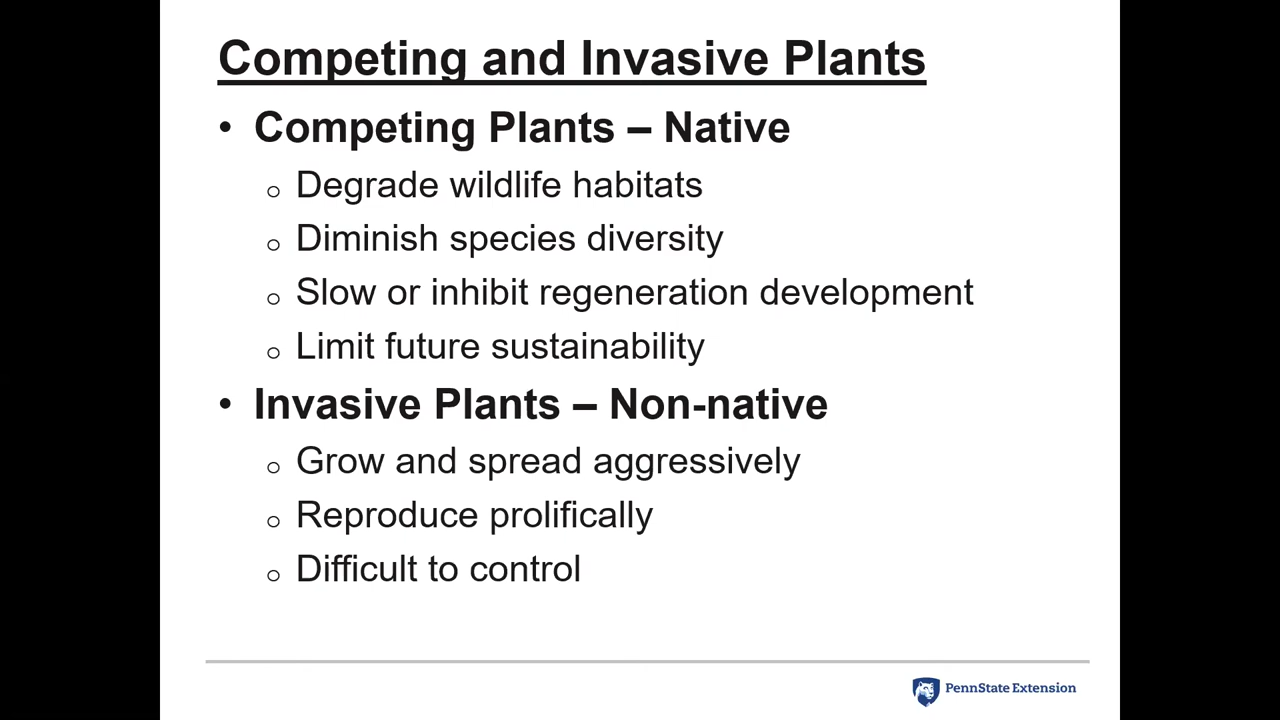 Competing and Invasive Plants
• Competing Plants – Native
o Degrade wildlife habitats
o Diminish species diversity
o Slow or inhibit regeneration development
o Limit future sustainability
• Invasive Plants – Non-native
o Grow and spread aggressively
o Reproduce prolifically
o Difficult to control
PennState Extension